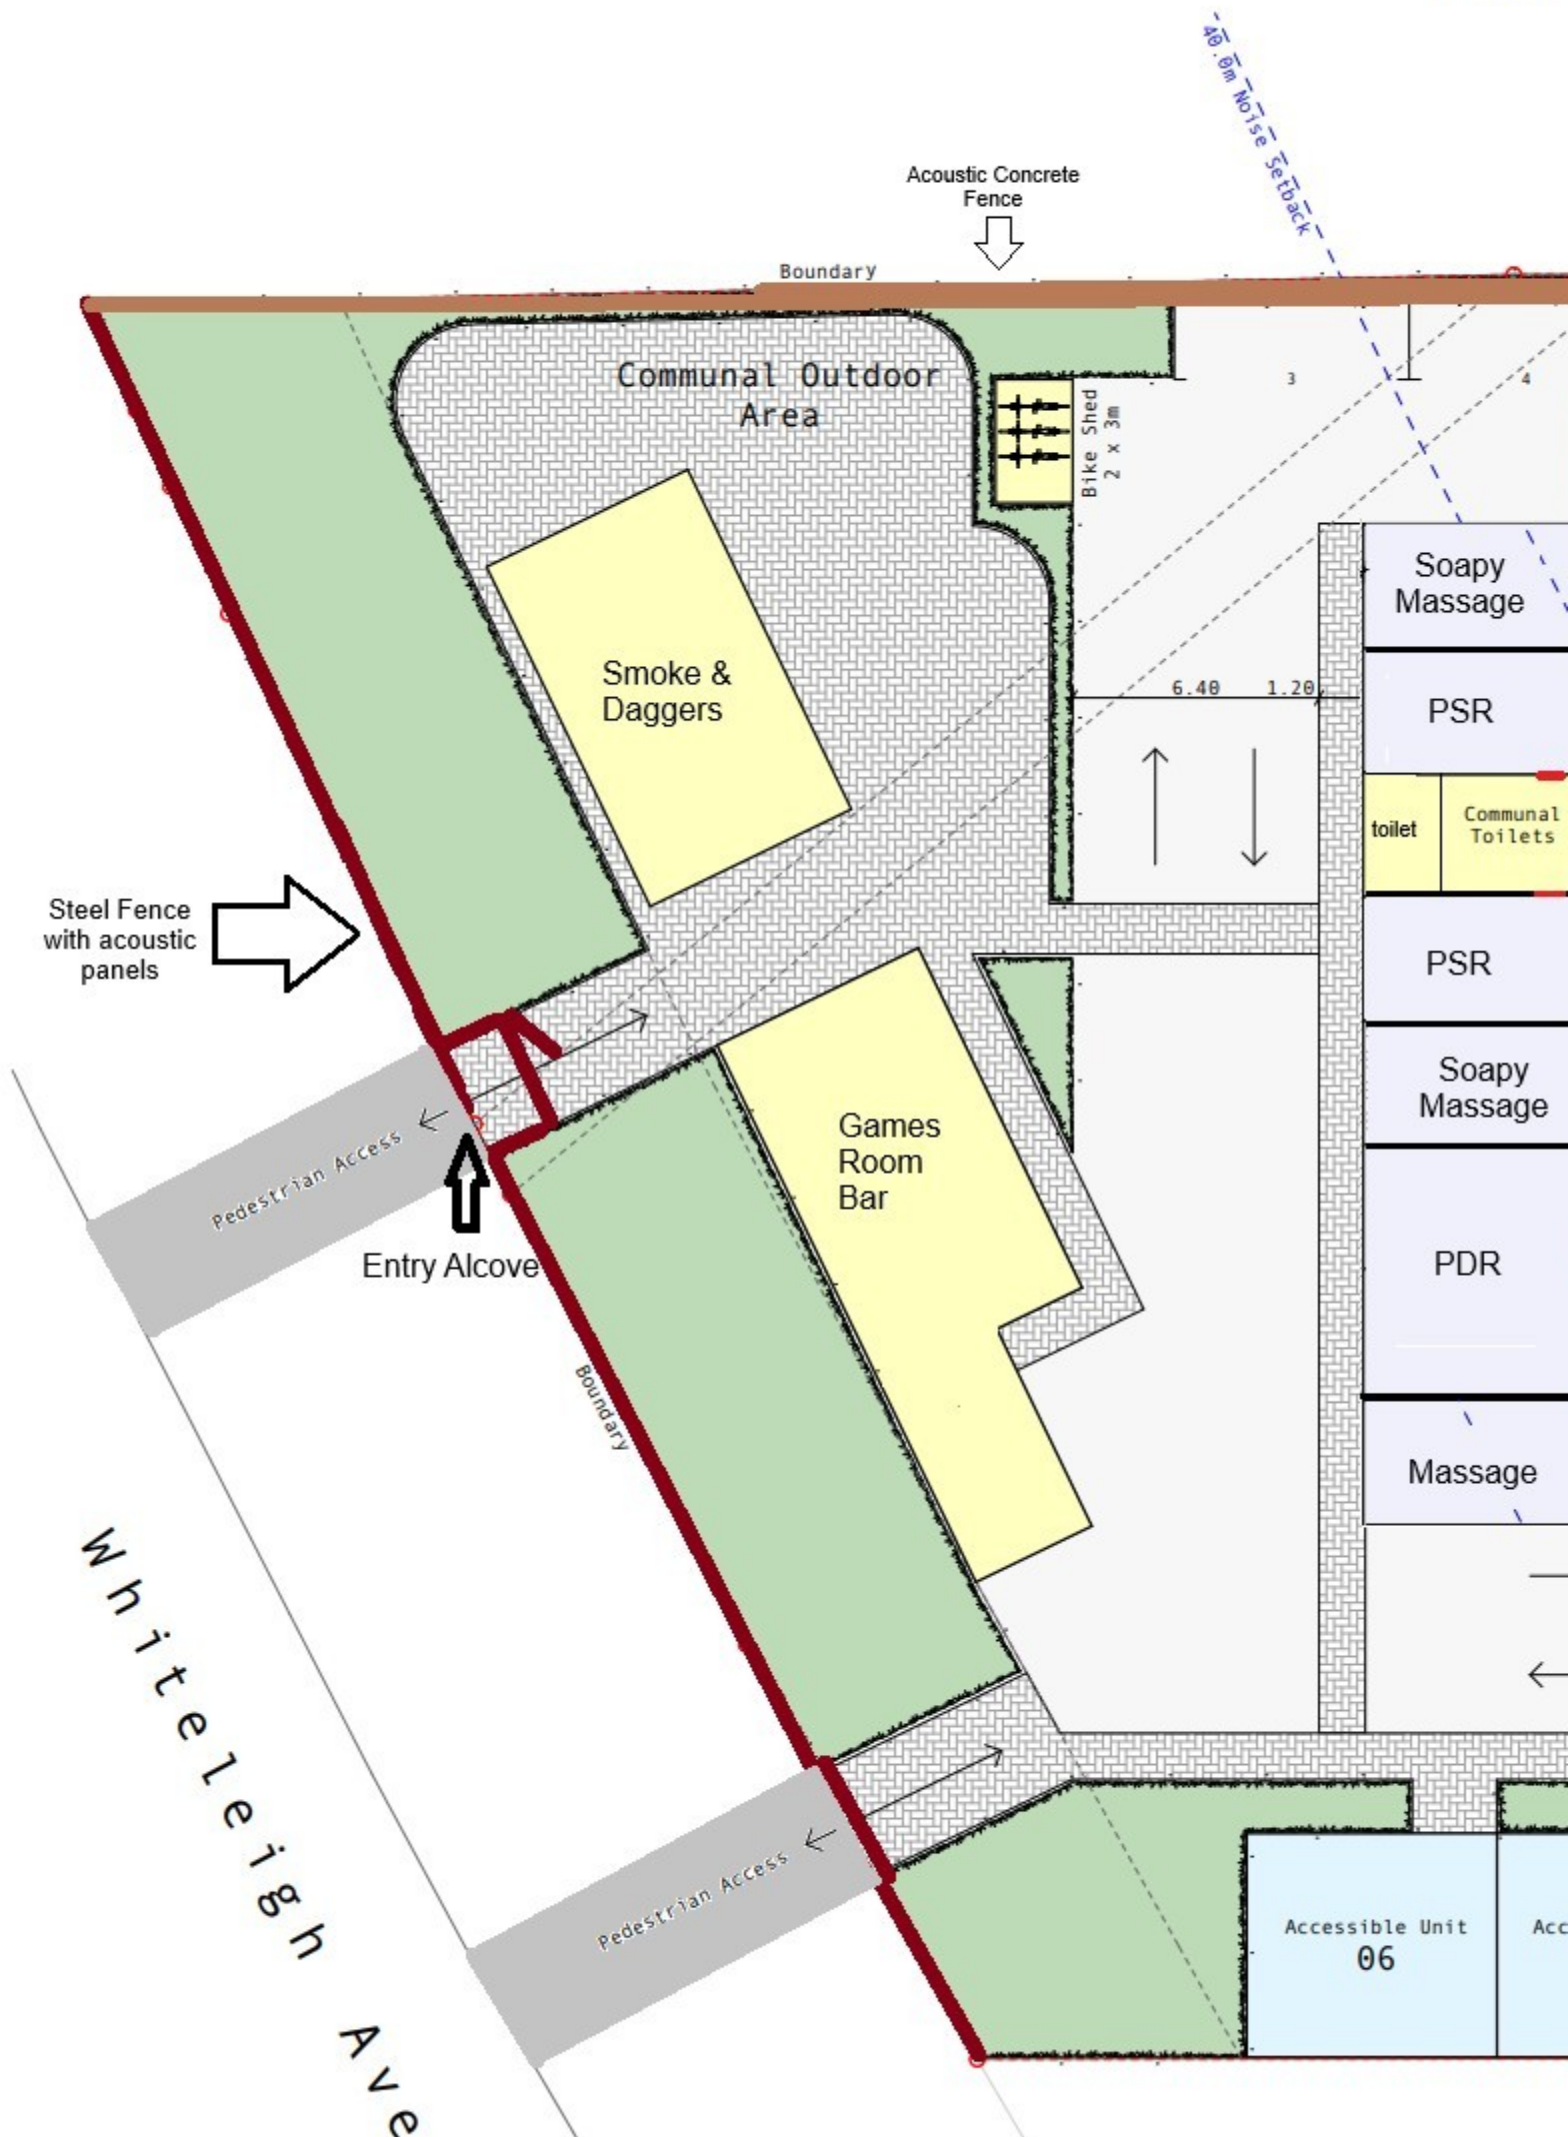 40.0m Noise Setback
Acoustic Concrete
Fence
Boundary
Communal Outdoor
Area
3
4
Bike Shed
2 x 3m
Soapy
Massage
Smoke &
Daggers
6.40
1.20
PSR
toilet
Communal
Toilets
Steel Fence
with acoustic
panels
PSR
Soapy
Massage
Games
Room
Bar
Pedestrian Access
Entry Alcove
PDR
Boundary
Massage
Whiteleigh Ave
Pedestrian Access
Accessible Unit
06
Acc